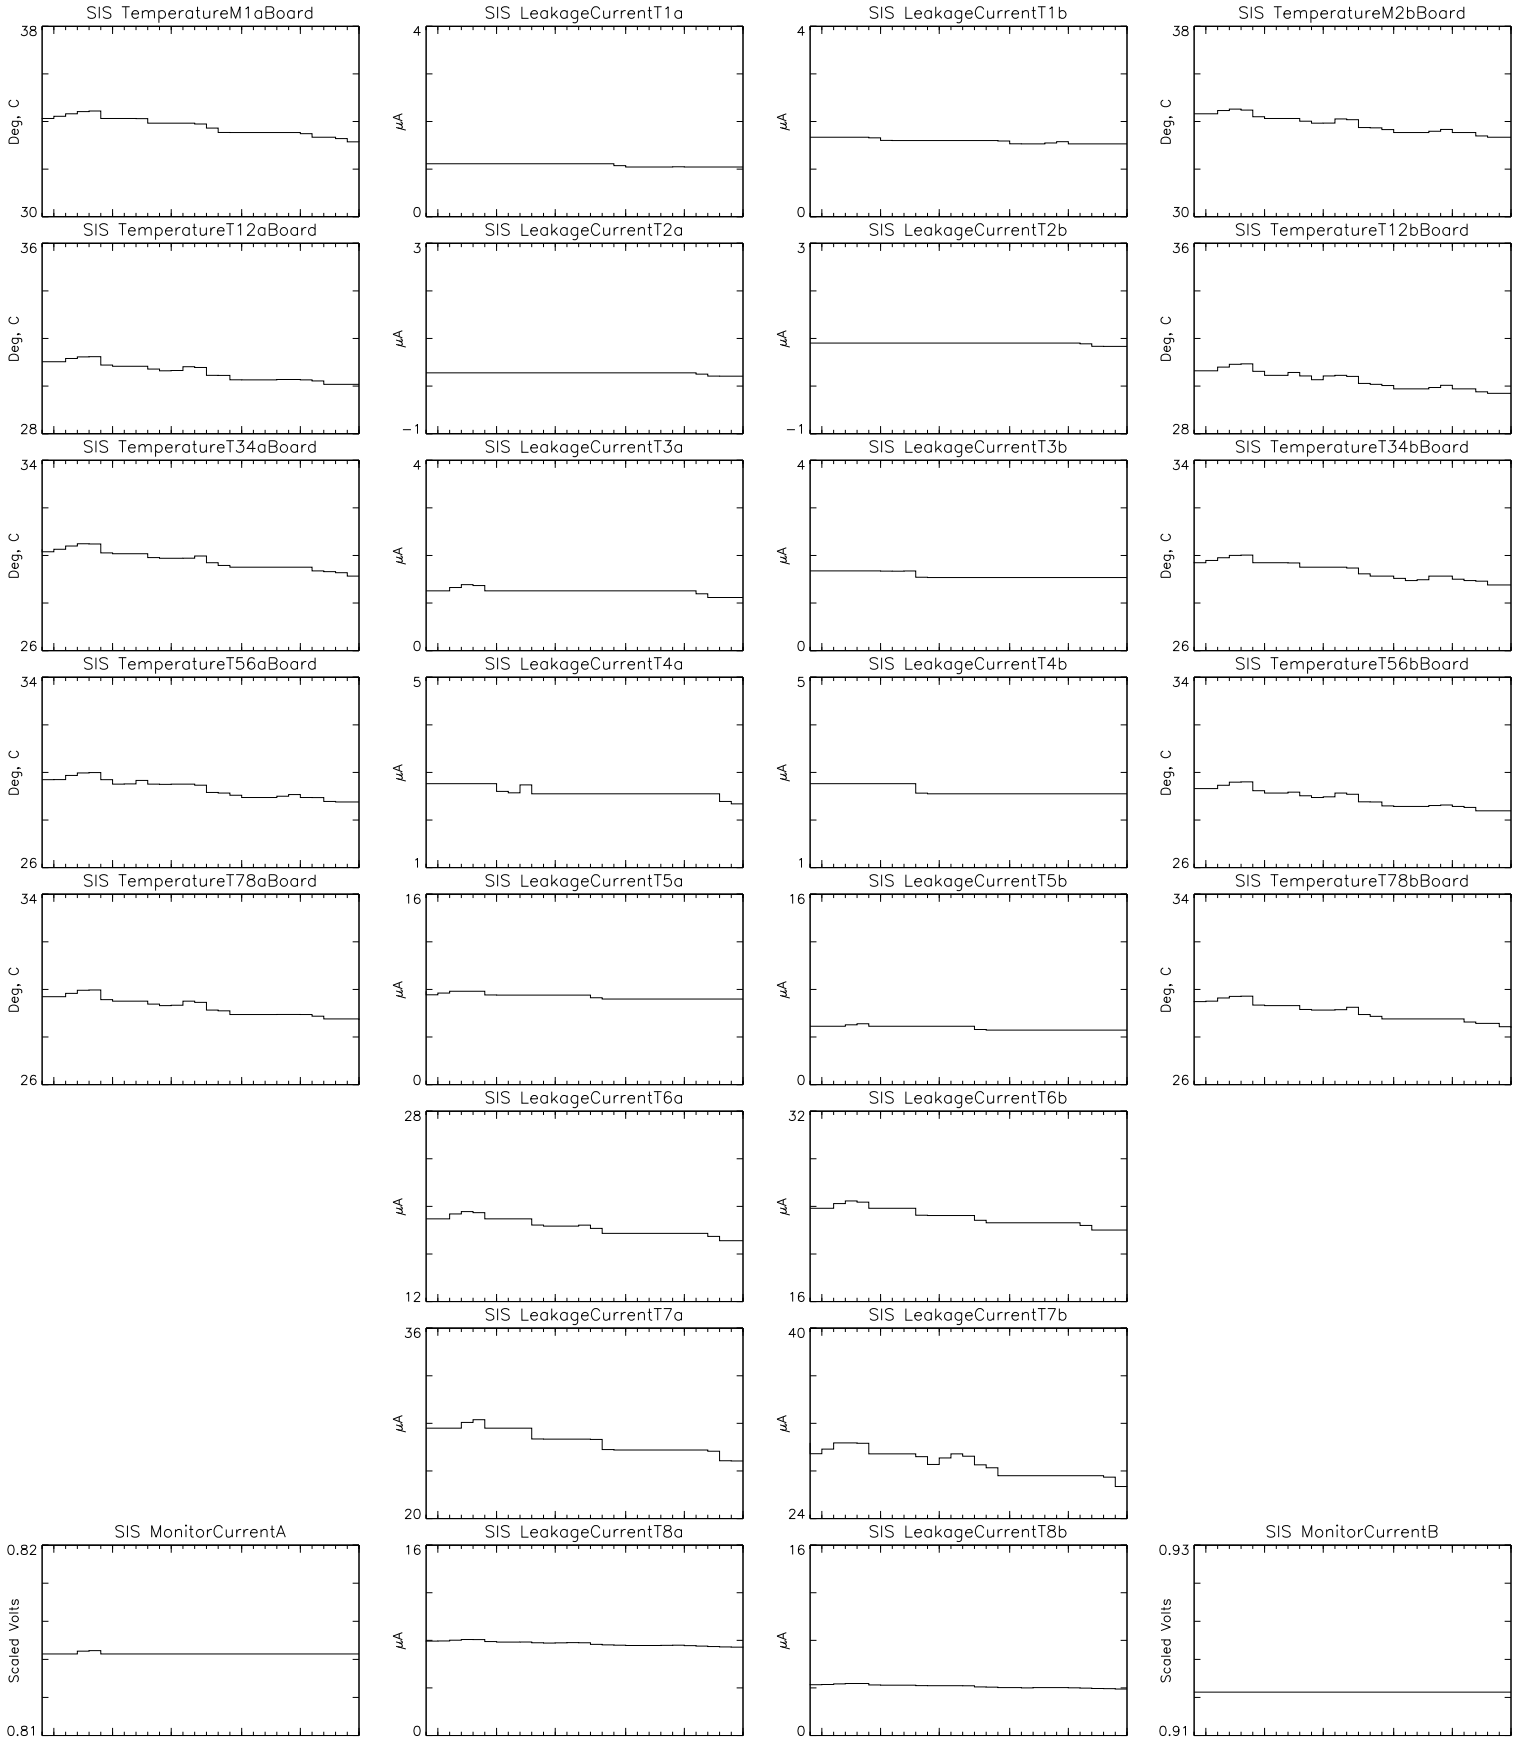 SIS TemperatureM1aBoard
38
Deg, C
30
SIS LeakageCurrentT1a
4
μA
0
SIS LeakageCurrentT1b
4
μA
0
SIS TemperatureM2bBoard
38
Deg, C
30
SIS TemperatureT12aBoard
36
Deg, C
28
SIS LeakageCurrentT2a
3
μA
-1
SIS LeakageCurrentT2b
3
μA
-1
SIS TemperatureT12bBoard
36
Deg, C
28
SIS TemperatureT34aBoard
34
Deg, C
26
SIS LeakageCurrentT3a
4
μA
0
SIS LeakageCurrentT3b
4
μA
0
SIS TemperatureT34bBoard
34
Deg, C
26
SIS TemperatureT56aBoard
34
Deg, C
26
SIS LeakageCurrentT4a
5
μA
1
SIS LeakageCurrentT4b
5
μA
1
SIS TemperatureT56bBoard
34
Deg, C
26
SIS TemperatureT78aBoard
34
Deg, C
26
SIS LeakageCurrentT5a
16
μA
0
SIS LeakageCurrentT5b
16
μA
0
SIS TemperatureT78bBoard
34
Deg, C
26
SIS LeakageCurrentT6a
28
μA
12
SIS LeakageCurrentT6b
32
μA
16
SIS LeakageCurrentT7a
36
μA
20
SIS LeakageCurrentT7b
40
μA
24
SIS MonitorCurrentA
0.82
Scaled Volts
0.81
SIS LeakageCurrentT8a
16
μA
0
SIS LeakageCurrentT8b
16
μA
0
SIS MonitorCurrentB
0.93
Scaled Volts
0.91